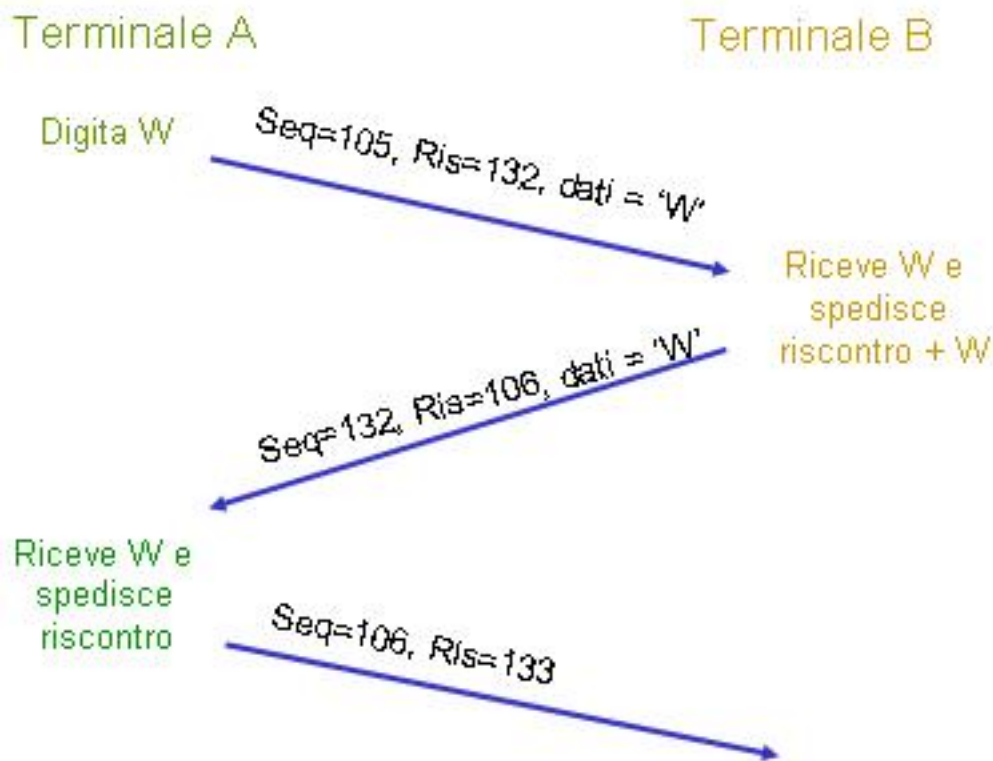 Terminale A
Terminale B
Digita W
Seq=105, Ris=132, dati = ‘W’
Riceve W e
spedisce
riscontro + W
Seq=132, Ris=106, dati = ‘W’
Riceve W e
spedisce
riscontro
Seq=106, Ris=133